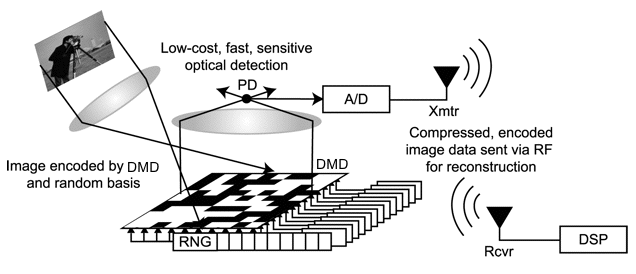 Low-cost, fast, sensitive
optical detection
PD
A/D
Xmtr
Compressed, encoded
image data sent via RF
for reconstruction
Image encoded by DMD
and random basis
DMD
RNG
Rcvr
DSP